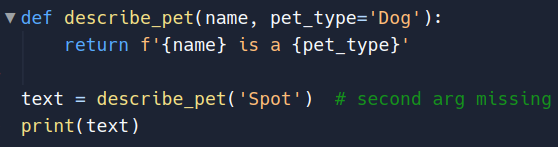 def describe_pet(name, pet_type='Dog'):
    return f'{name} is a {pet_type}'

text = describe_pet('Spot')  # second arg missing
print(text)